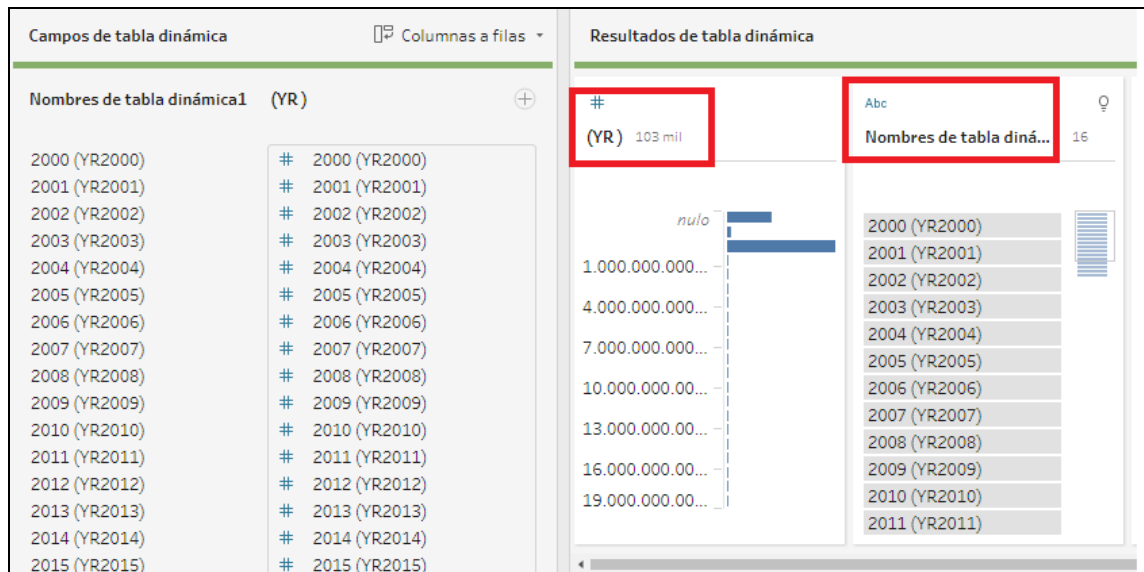 Campos de tabla dinámica
Columnas a filas
Nombres de tabla dinámica1 (YR)
2000 (YR2000) # 2000 (YR2000)
2001 (YR2001) # 2001 (YR2001)
2002 (YR2002) # 2002 (YR2002)
2003 (YR2003) # 2003 (YR2003)
2004 (YR2004) # 2004 (YR2004)
2005 (YR2005) # 2005 (YR2005)
2006 (YR2006) # 2006 (YR2006)
2007 (YR2007) # 2007 (YR2007)
2008 (YR2008) # 2008 (YR2008)
2009 (YR2009) # 2009 (YR2009)
2010 (YR2010) # 2010 (YR2010)
2011 (YR2011) # 2011 (YR2011)
2012 (YR2012) # 2012 (YR2012)
2013 (YR2013) # 2013 (YR2013)
2014 (YR2014) # 2014 (YR2014)
2015 (YR2015) # 2015 (YR2015)
Resultados de tabla dinámica
#
(YR) 103 mil
nulo
1.000.000.000...
4.000.000.000...
7.000.000.000...
10.000.000.00...
13.000.000.00...
16.000.000.00...
19.000.000.00...
Abc
Nombres de tabla diná... 16
2000 (YR2000)
2001 (YR2001)
2002 (YR2002)
2003 (YR2003)
2004 (YR2004)
2005 (YR2005)
2006 (YR2006)
2007 (YR2007)
2008 (YR2008)
2009 (YR2009)
2010 (YR2010)
2011 (YR2011)